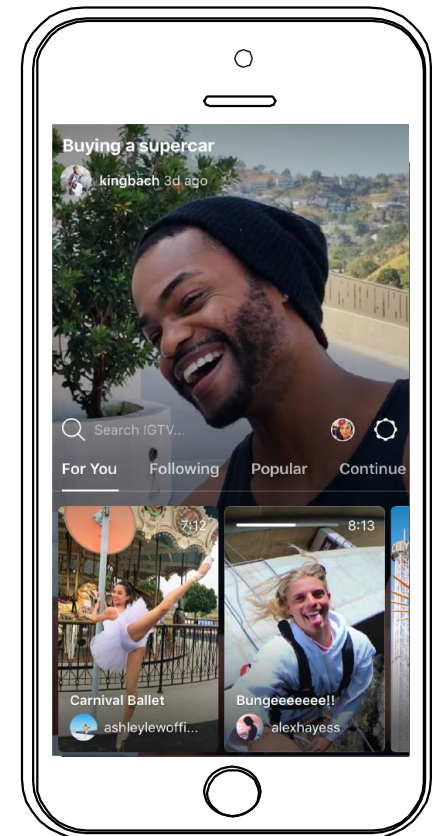 Buying a supercar
kingbach 3d ago
Search IGTV...
For You Following Popular Continue
7:12
8:13
Carnival Ballet
ashleylewoffi...
Bungeeeeeee!!
alexhayess